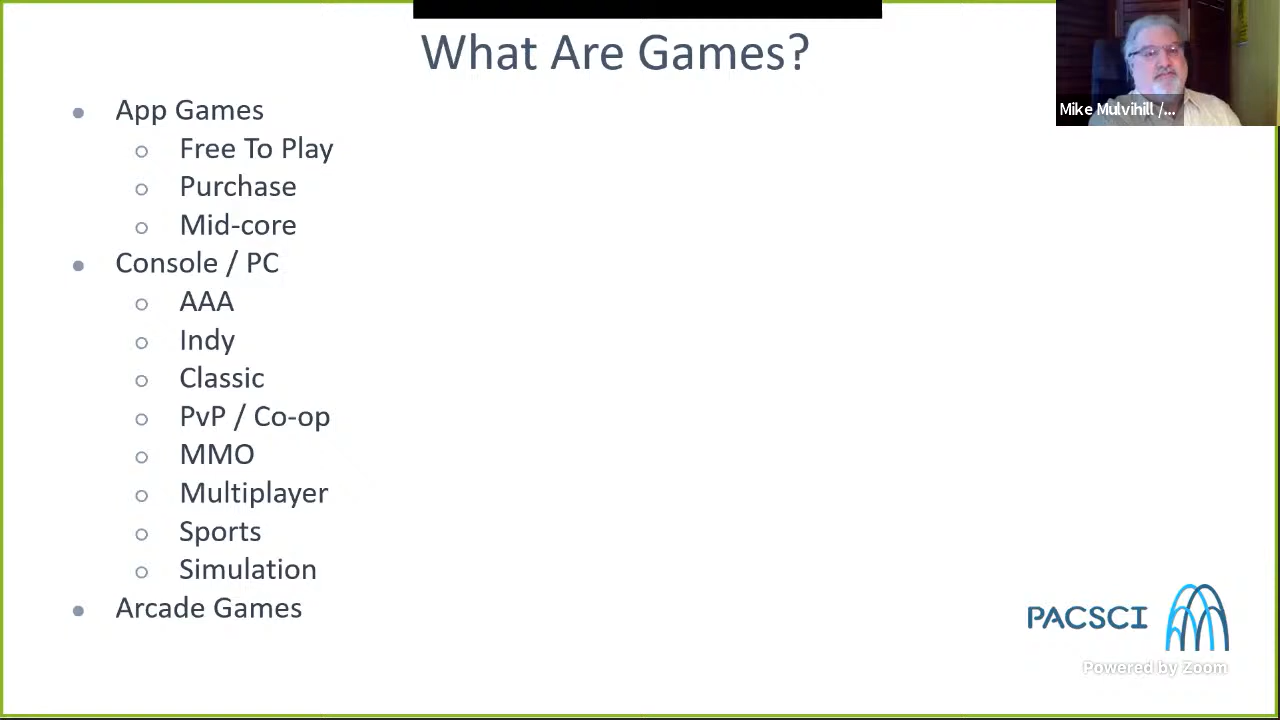 What Are Games?
Mike Mulvihill /...
App Games
Free To Play
Purchase
Mid-core
Console / PC
AAA
Indy
Classic
PvP / Co-op
MMO
Multiplayer
Sports
Simulation
Arcade Games
PACSCI
Powered by Zoom